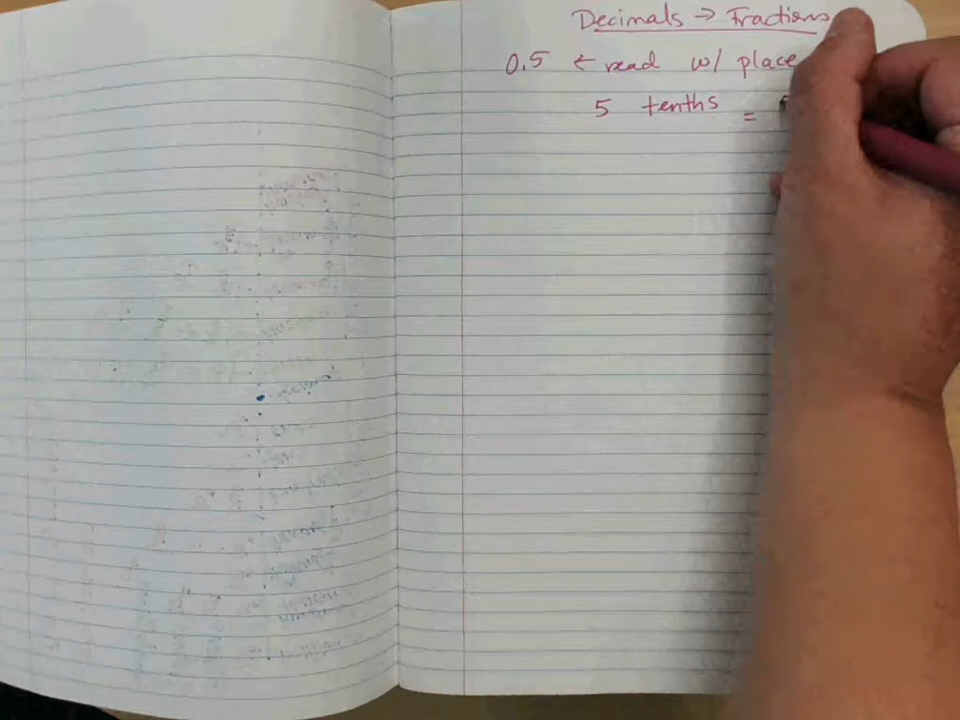 Decimals → Fractions
0.5 ← read w/ place
5 tenths =